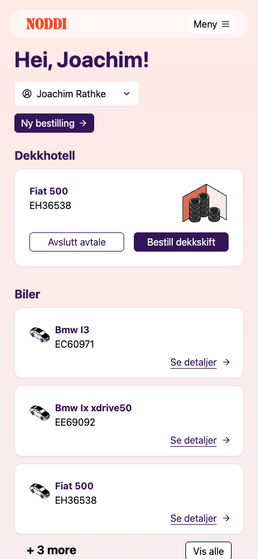 NODDI
Meny
Hei, Joachim!
Joachim Rathke
Ny bestilling →
Dekkhotell
Fiat 500
EH36538
Avslutt avtale
Bestill dekkskift
Biler
Bmw I3
EC60971
Se detaljer →
Bmw Ix xdrive50
EE69092
Se detaljer →
Fiat 500
EH36538
Se detaljer →
+ 3 more
Vis alle